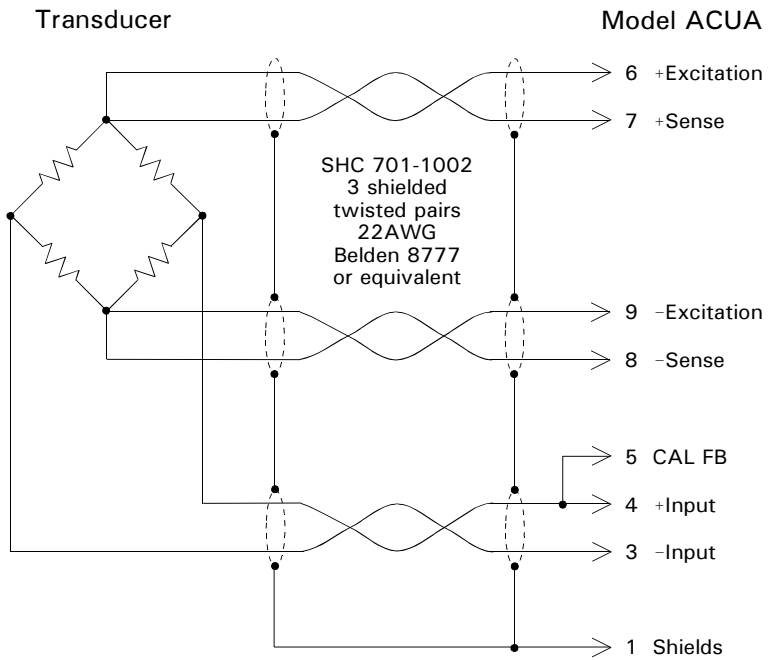 Transducer
Model ACUA
6 +Excitation
7 +Sense
SHC 701-1002
3 shielded
twisted pairs
22AWG
Belden 8777
or equivalent
9 −Excitation
8 −Sense
5 CAL FB
4 +Input
3 −Input
1 Shields